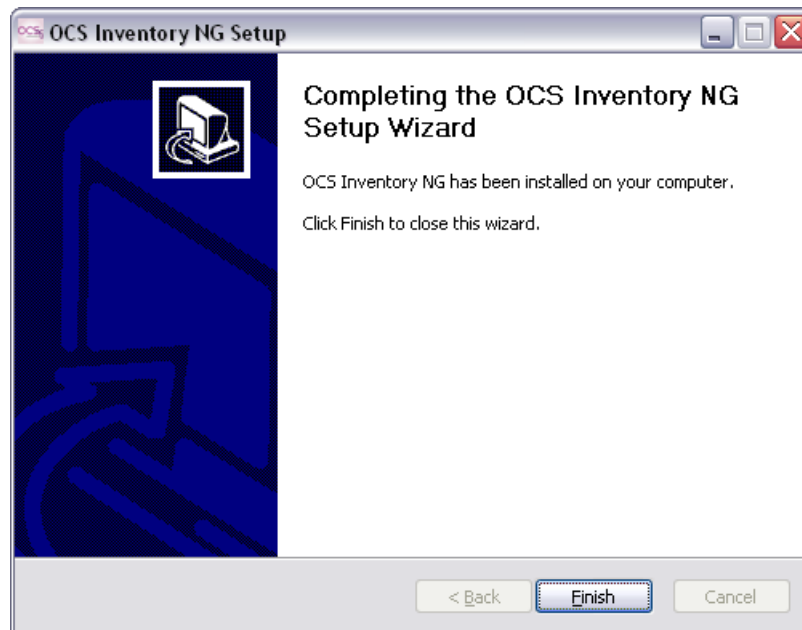 OCS Inventory NG Setup
Completing the OCS Inventory NG
Setup Wizard
OCS Inventory NG has been installed on your computer.
Click Finish to close this wizard.
< Back
Finish
Cancel